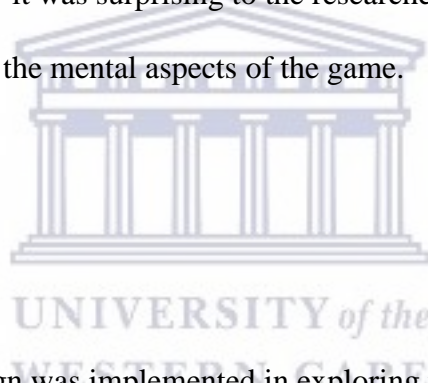 It was surprising to the researche
the mental aspects of the game.
UNIVERSITY of the
WESTERN CAPE
gn was implemented in exploring